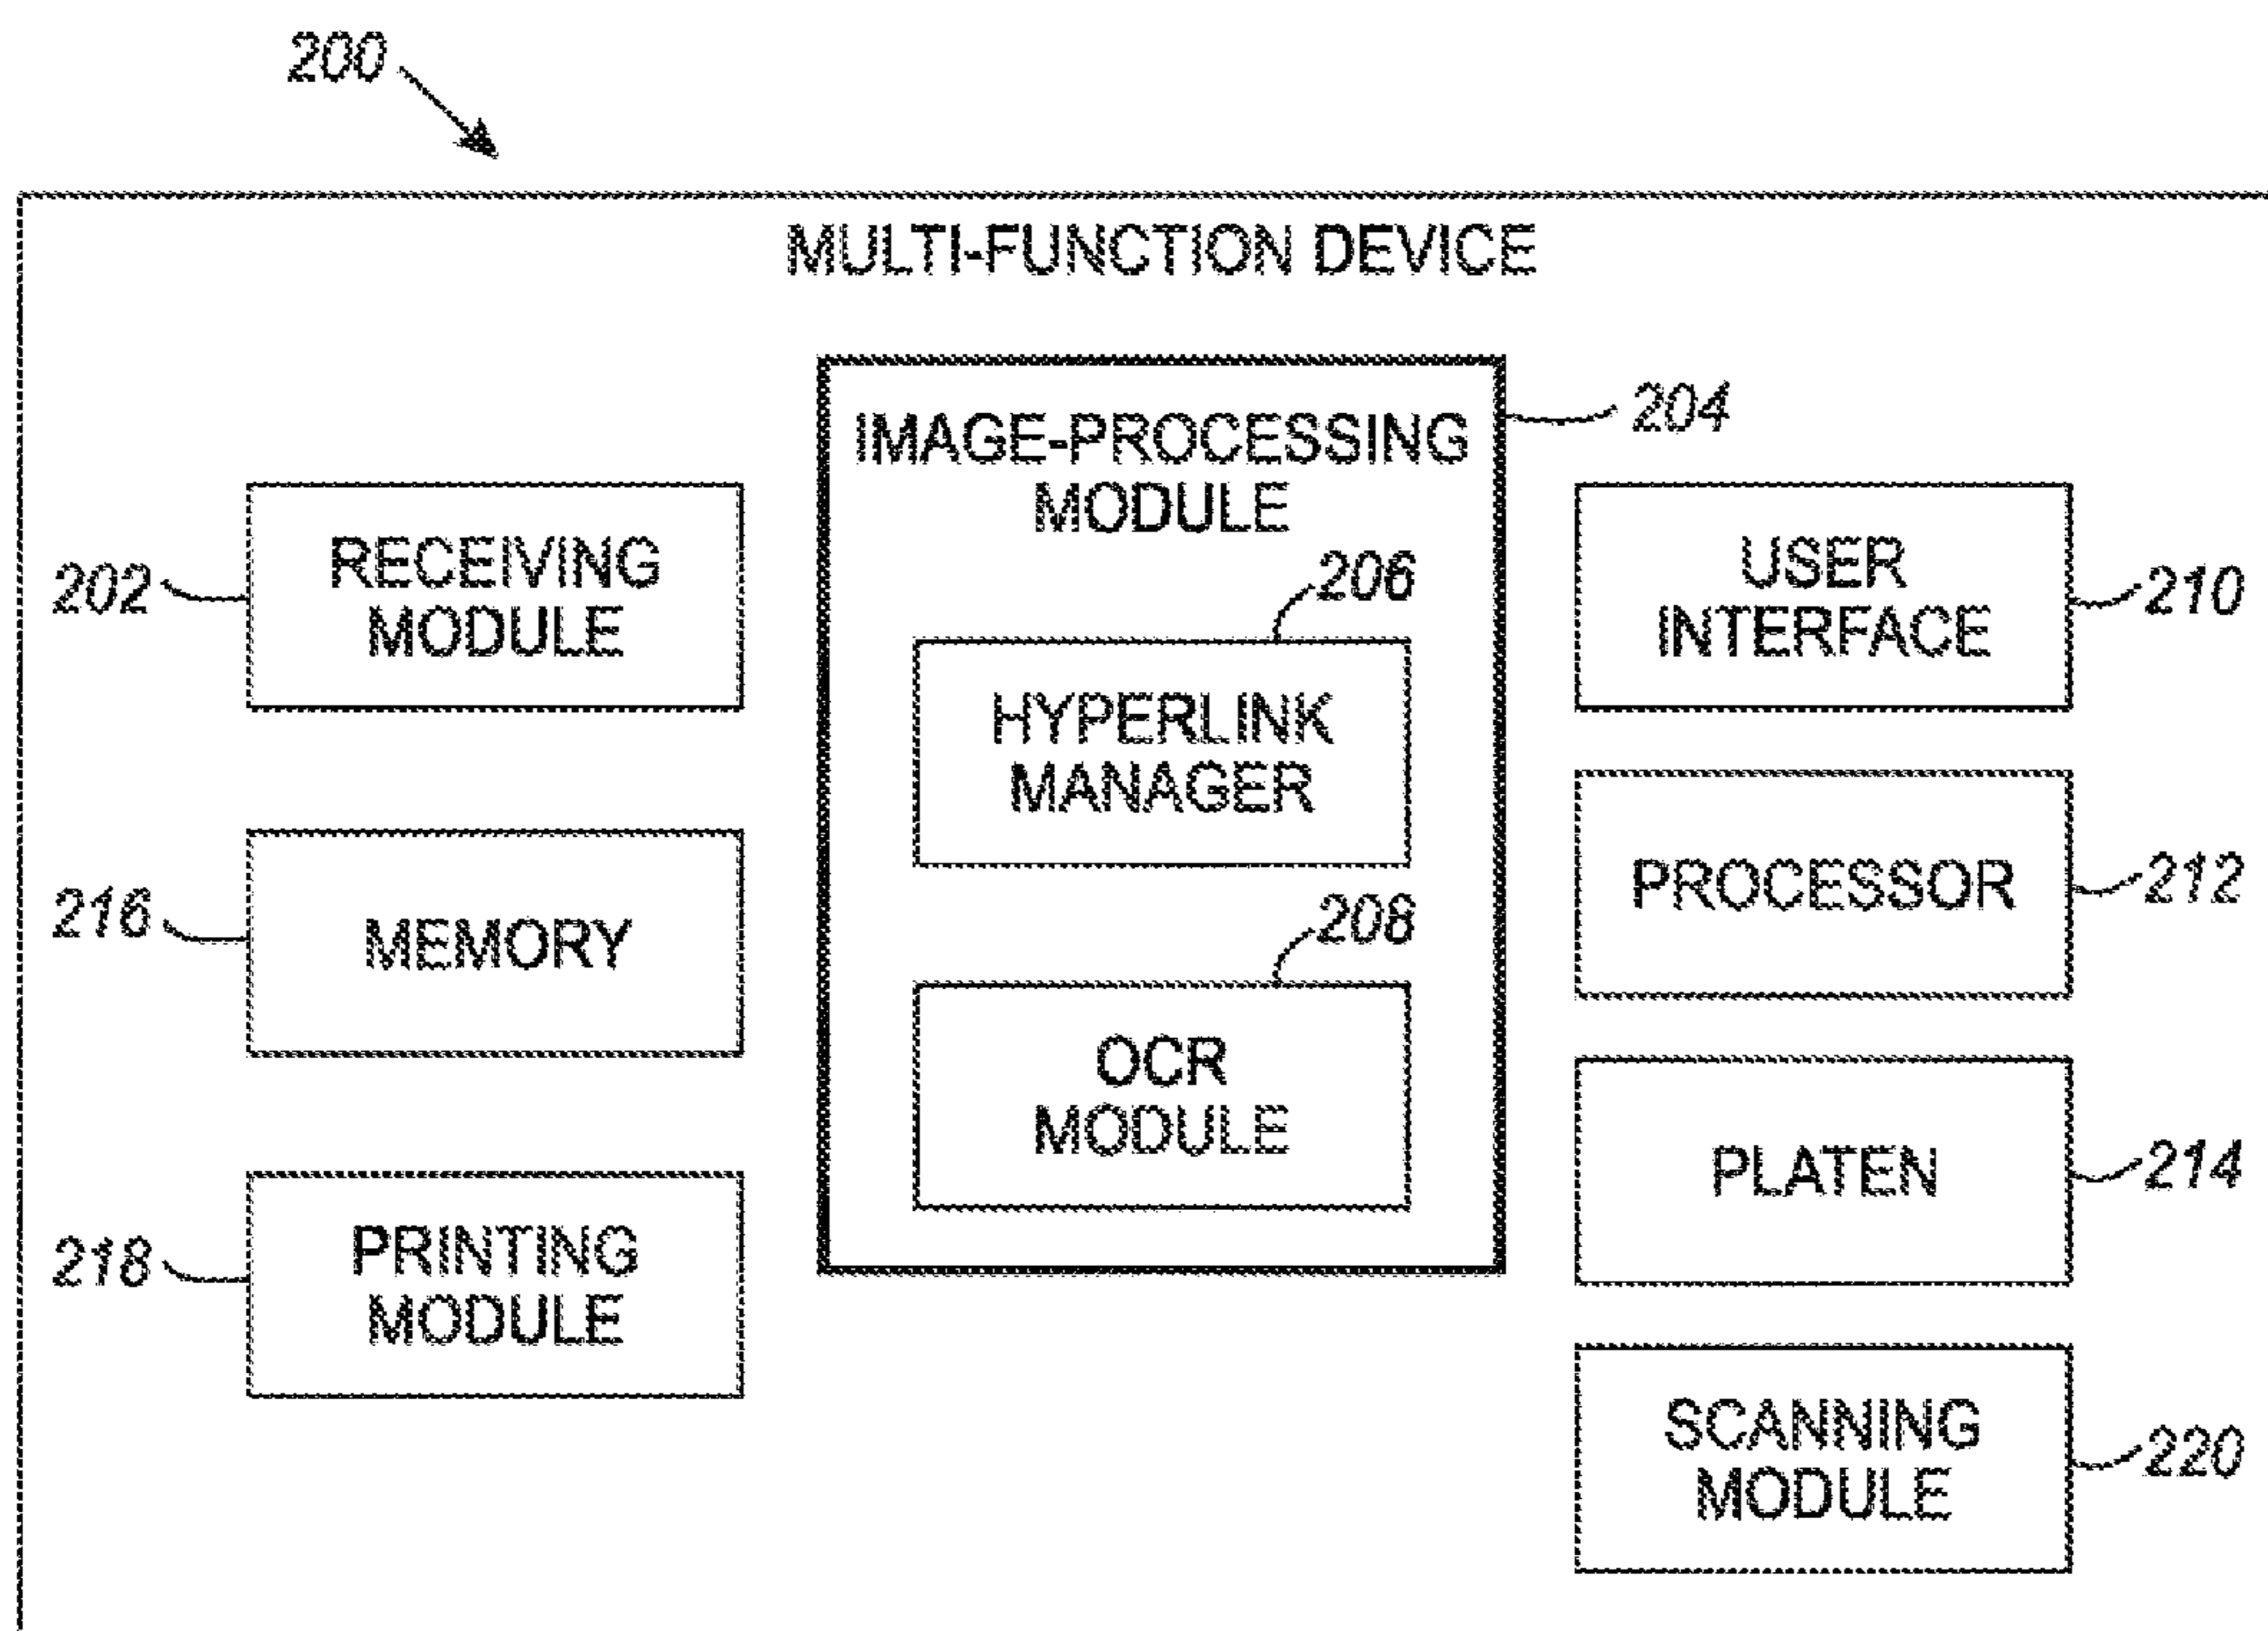 200
MULTI-FUNCTION DEVICE
202
RECEIVING
MODULE
216
MEMORY
218
PRINTING
MODULE
IMAGE-PROCESSING
MODULE
204
206
HYPERLINK
MANAGER
208
OCR
MODULE
USER
INTERFACE
210
PROCESSOR
212
PLATEN
214
SCANNING
MODULE
220